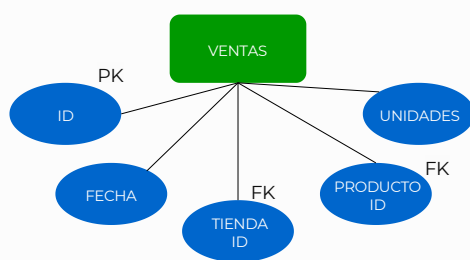 VENTAS
PK
ID
UNIDADES
FECHA
FK
TIENDA
ID
FK
PRODUCTO
ID